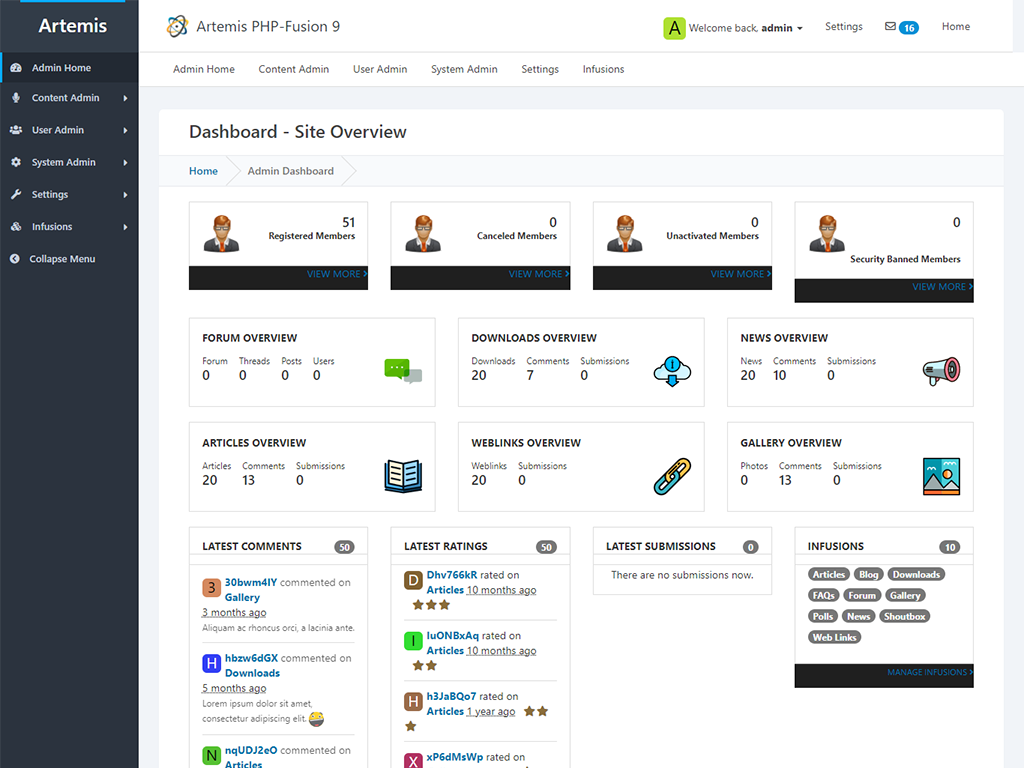 Artemis
Admin Home
Content Admin
User Admin
System Admin
Settings
Infusions
Collapse Menu
Artemis PHP-Fusion 9
A Welcome back, admin
Settings
16
Home
Admin Home Content Admin User Admin System Admin Settings Infusions
Dashboard - Site Overview
Home Admin Dashboard
51
Registered Members
VIEW MORE
0
Canceled Members
VIEW MORE
0
Unactivated Members
VIEW MORE
0
Security Banned Members
VIEW MORE
FORUM OVERVIEW
Forum Threads Posts Users
0 0 0 0
DOWNLOADS OVERVIEW
Downloads Comments Submissions
20 7 0
NEWS OVERVIEW
News Comments Submissions
20 10 0
ARTICLES OVERVIEW
Articles Comments Submissions
20 13 0
WEBLINKS OVERVIEW
Weblinks Submissions
20 0
GALLERY OVERVIEW
Photos Comments Submissions
0 13 0
LATEST COMMENTS 50
3 30bwm4IY commented on
Gallery
3 months ago
Aliquam ac rhoncus orci, a lacinia ante.
H hbzw6dGX commented on
Downloads
5 months ago
Lorem ipsum dolor sit amet,
consectetur adipiscing elit.
N nqUDJ2eO commented on
Articles
LATEST RATINGS 50
D Dhv766kR rated on
Articles 10 months ago
I IuONBxAq rated on
Articles 10 months ago
H h3JaBQo7 rated on
Articles 1 year ago
X xP6dMsWp rated on
LATEST SUBMISSIONS 0
There are no submissions now.
INFUSIONS 10
Articles Blog Downloads
FAQs Forum Gallery
Polls News Shoutbox
Web Links
MANAGE INFUSIONS